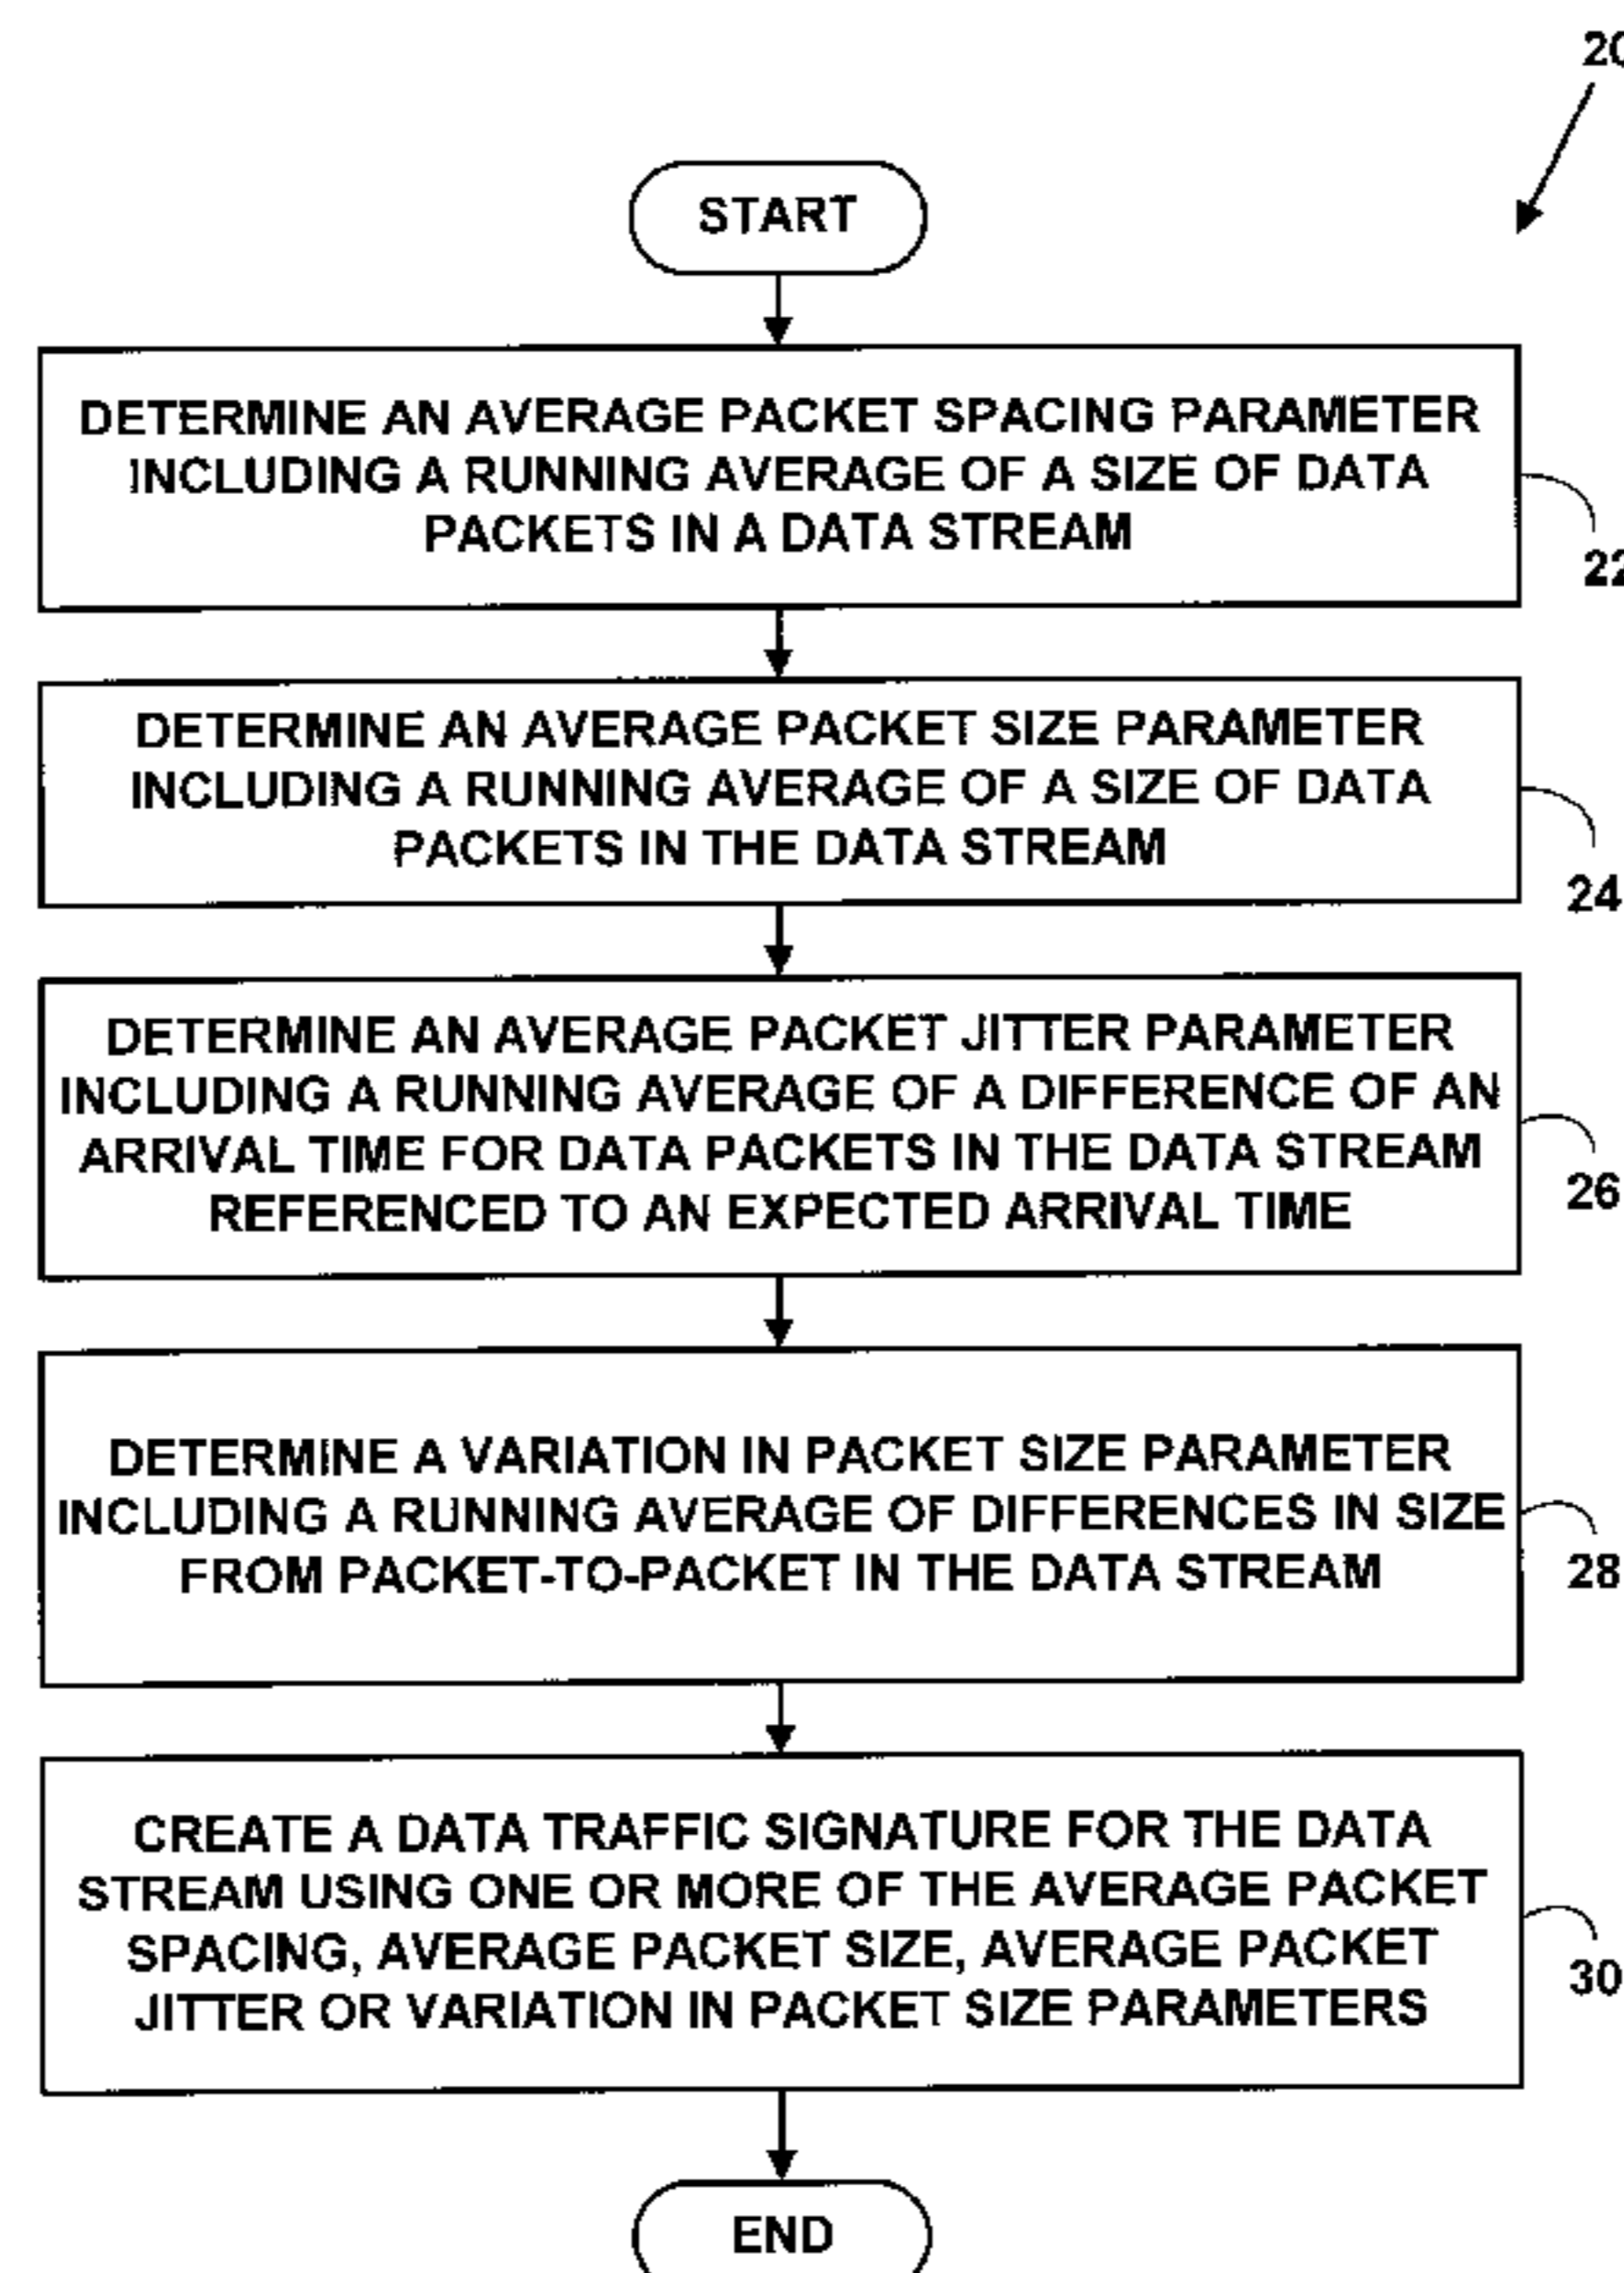 20
START
DETERMINE AN AVERAGE PACKET SPACING PARAMETER
INCLUDING A RUNNING AVERAGE OF A SIZE OF DATA
PACKETS IN A DATA STREAM
22
DETERMINE AN AVERAGE PACKET SIZE PARAMETER
INCLUDING A RUNNING AVERAGE OF A SIZE OF DATA
PACKETS IN THE DATA STREAM
24
DETERMINE AN AVERAGE PACKET JITTER PARAMETER
INCLUDING A RUNNING AVERAGE OF A DIFFERENCE OF AN
ARRIVAL TIME FOR DATA PACKETS IN THE DATA STREAM
REFERENCED TO AN EXPECTED ARRIVAL TIME
26
DETERMINE A VARIATION IN PACKET SIZE PARAMETER
INCLUDING A RUNNING AVERAGE OF DIFFERENCES IN SIZE
FROM PACKET-TO-PACKET IN THE DATA STREAM
28
CREATE A DATA TRAFFIC SIGNATURE FOR THE DATA
STREAM USING ONE OR MORE OF THE AVERAGE PACKET
SPACING, AVERAGE PACKET SIZE, AVERAGE PACKET
JITTER OR VARIATION IN PACKET SIZE PARAMETERS
30
END